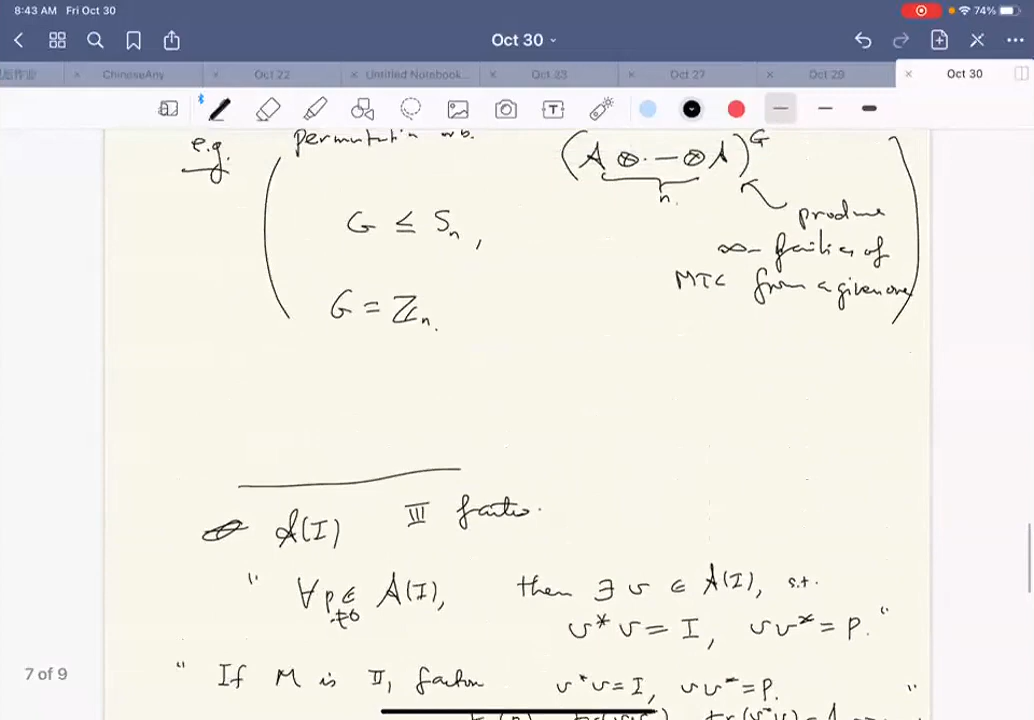 8:43 AM Fri Oct 30
74%
Oct 30
ChineseAny
Oct 22
Untitled Notebook...
Oct 23
Oct 27
Oct 29
Oct 30
e.g. permutation orb. (A ⊗ · — ⊗ A)^G
n.
G ≤ S_n,
produce
∞- families of
MTC from a given one
G = ℤ_n.
A(I) III factor.
" ∀ p ∈ A(I), then ∃ v ∈ A(I), s.t.
≠0
v*v = I, vv* = P. "
7 of 9
" If M is II₁ factor v*v = I, vv* = P. "